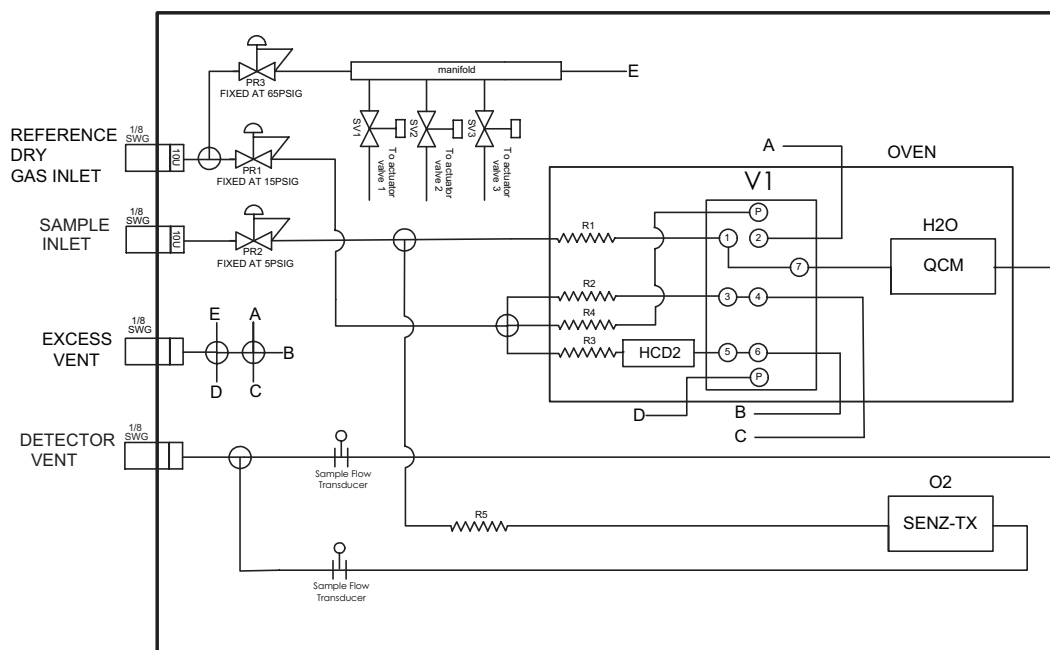 PR3
FIXED AT 65PSIG
manifold
E
SV1
SV2
SV3
To actuator
valve 1
To actuator
valve 2
To actuator
valve 3
REFERENCE
DRY
GAS INLET
1/8
SWG
10U
PR1
FIXED AT 15PSIG
SAMPLE
INLET
1/8
SWG
10U
PR2
FIXED AT 5PSIG
A
OVEN
V1
P
R1
1
2
7
H2O
QCM
R2
3
4
R4
R3
HCD2
5
6
P
D
B
C
EXCESS
VENT
1/8
SWG
E
A
B
D
C
DETECTOR
VENT
1/8
SWG
Sample Flow
Transducer
R5
O2
SENZ-TX
Sample Flow
Transducer